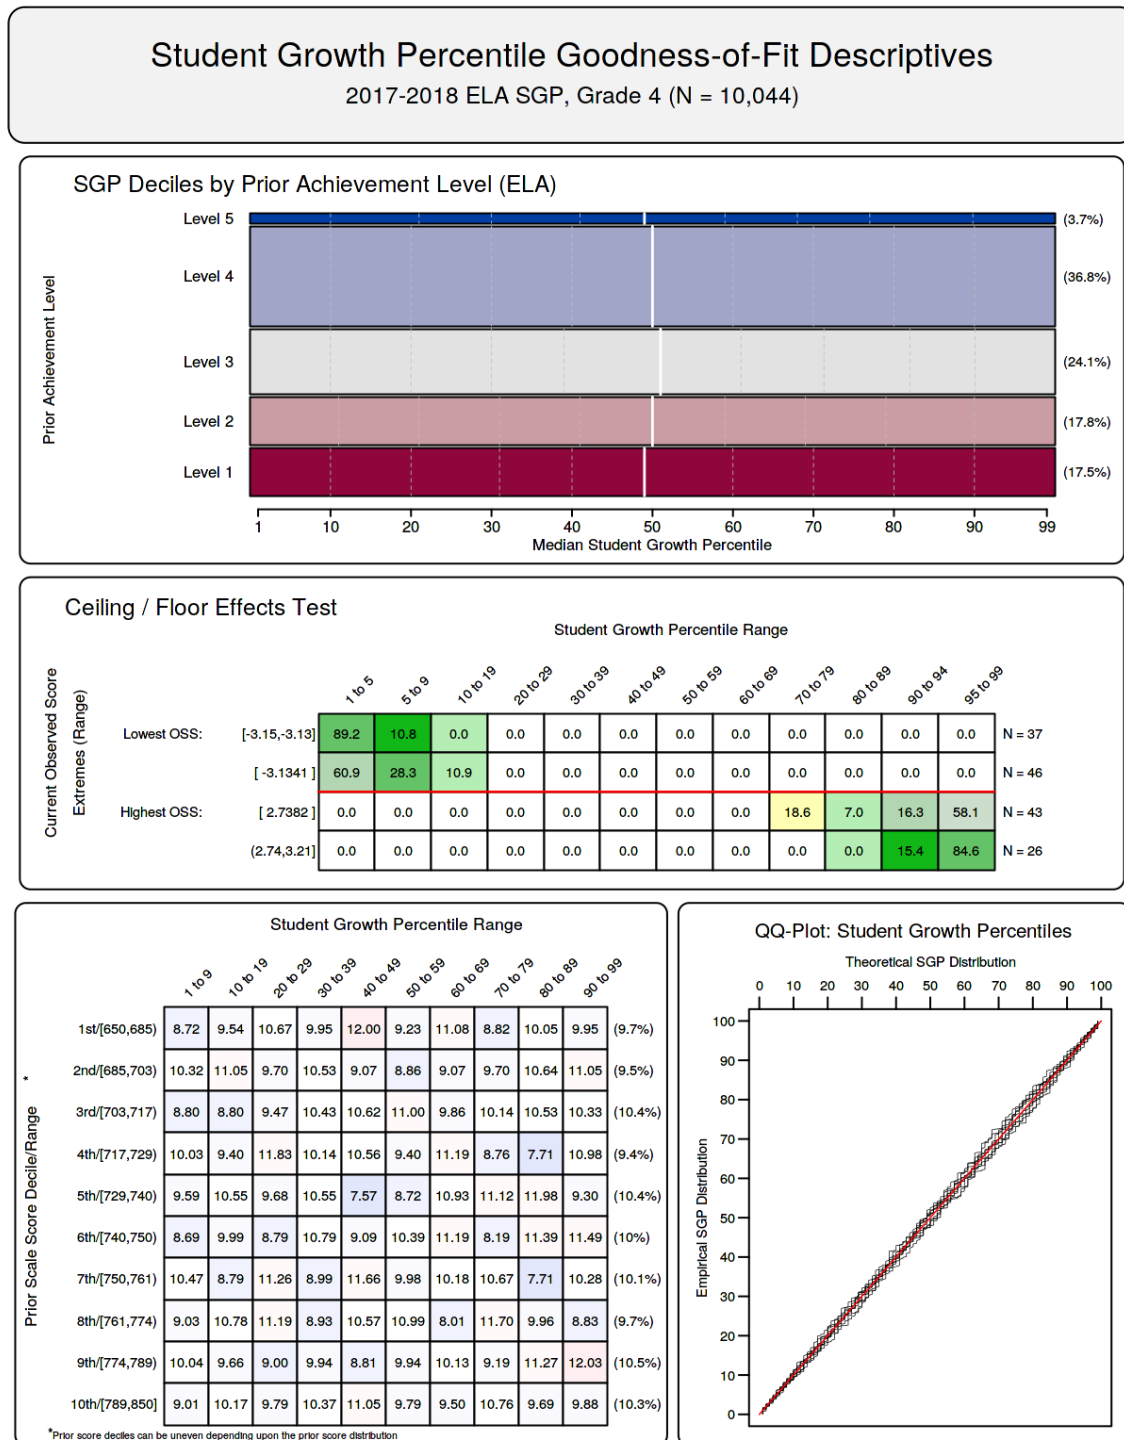 Student Growth Percentile Goodness-of-Fit Descriptives
2017-2018 ELA SGP, Grade 4 (N = 10,044)
SGP Deciles by Prior Achievement Level (ELA)
Prior Achievement Level
Level 5 (3.7%)
Level 4 (36.8%)
Level 3 (24.1%)
Level 2 (17.8%)
Level 1 (17.5%)
1 10 20 30 40 50 60 70 80 90 99
Median Student Growth Percentile
Ceiling / Floor Effects Test
Student Growth Percentile Range
Current Observed Score
Extremes (Range)
1 to 5 5 to 9 10 to 19 20 to 29 30 to 39 40 to 49 50 to 59 60 to 69 70 to 79 80 to 89 90 to 94 95 to 99
Lowest OSS: [-3.15,-3.13] 89.2 10.8 0.0 0.0 0.0 0.0 0.0 0.0 0.0 0.0 0.0 0.0 N = 37
[ -3.1341 ] 60.9 28.3 10.9 0.0 0.0 0.0 0.0 0.0 0.0 0.0 0.0 0.0 N = 46
Highest OSS: [ 2.7382 ] 0.0 0.0 0.0 0.0 0.0 0.0 0.0 0.0 18.6 7.0 16.3 58.1 N = 43
(2.74,3.21] 0.0 0.0 0.0 0.0 0.0 0.0 0.0 0.0 0.0 0.0 15.4 84.6 N = 26
Student Growth Percentile Range
Prior Scale Score Decile/Range *
1 to 9 10 to 19 20 to 29 30 to 39 40 to 49 50 to 59 60 to 69 70 to 79 80 to 89 90 to 99
1st/[650,685) 8.72 9.54 10.67 9.95 12.00 9.23 11.08 8.82 10.05 9.95 (9.7%)
2nd/[685,703) 10.32 11.05 9.70 10.53 9.07 8.86 9.07 9.70 10.64 11.05 (9.5%)
3rd/[703,717) 8.80 8.80 9.47 10.43 10.62 11.00 9.86 10.14 10.53 10.33 (10.4%)
4th/[717,729) 10.03 9.40 11.83 10.14 10.56 9.40 11.19 8.76 7.71 10.98 (9.4%)
5th/[729,740) 9.59 10.55 9.68 10.55 7.57 8.72 10.93 11.12 11.98 9.30 (10.4%)
6th/[740,750) 8.69 9.99 8.79 10.79 9.09 10.39 11.19 8.19 11.39 11.49 (10%)
7th/[750,761) 10.47 8.79 11.26 8.99 11.66 9.98 10.18 10.67 7.71 10.28 (10.1%)
8th/[761,774) 9.03 10.78 11.19 8.93 10.57 10.99 8.01 11.70 9.96 8.83 (9.7%)
9th/[774,789) 10.04 9.66 9.00 9.94 8.81 9.94 10.13 9.19 11.27 12.03 (10.5%)
10th/[789,850] 9.01 10.17 9.79 10.37 11.05 9.79 9.50 10.76 9.69 9.88 (10.3%)
*Prior score deciles can be uneven depending upon the prior score distribution
QQ-Plot: Student Growth Percentiles
Theoretical SGP Distribution
0 10 20 30 40 50 60 70 80 90 100
Empirical SGP Distribution
100
90
80
70
60
50
40
30
20
10
0